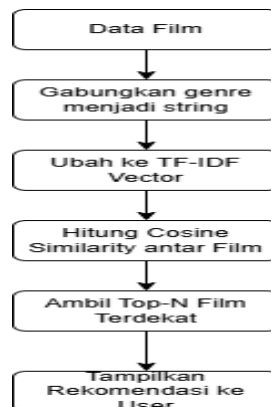 Data Film
Gabungkan genre
menjadi string
Ubah ke TF-IDF
Vector
Hitung Cosine
Similarity antar Film
Ambil Top-N Film
Terdekat
Tampilkan
Rekomendasi ke
User